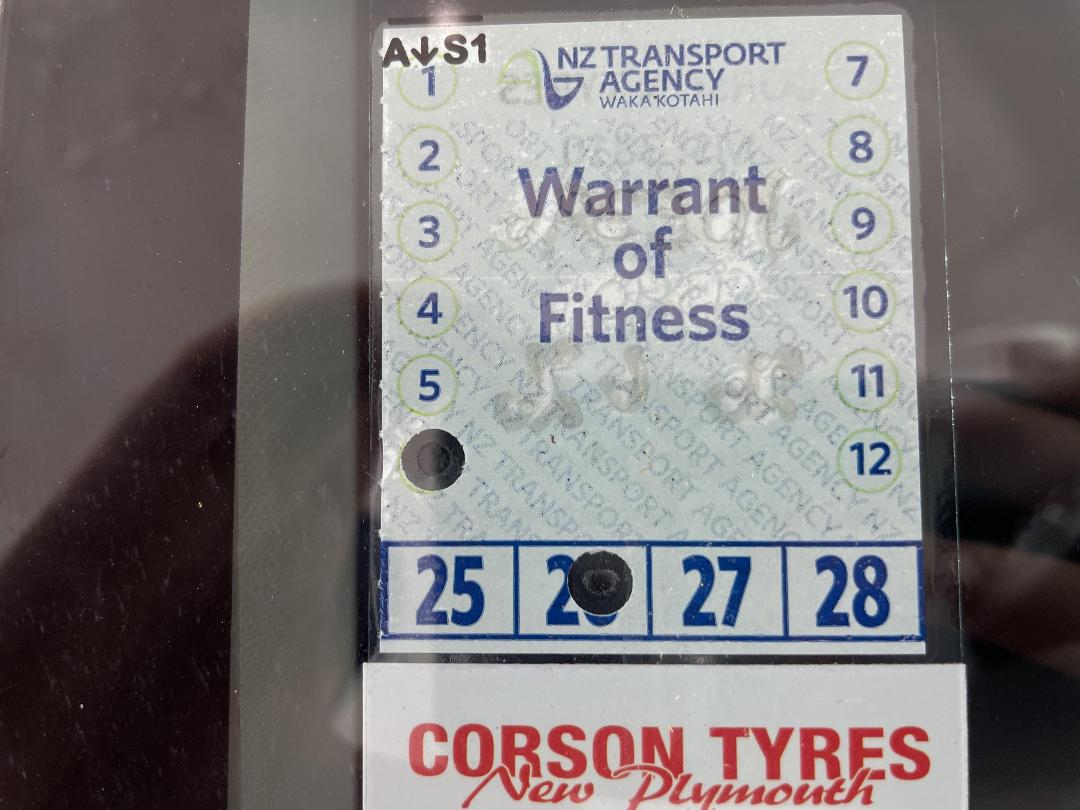 A↓S1
NZ TRANSPORT
AGENCY
WAKA KOTAHI
1
2
3
4
5
7
8
9
10
11
12
Warrant
of
Fitness
25
27
28
CORSON TYRES
New Plymouth